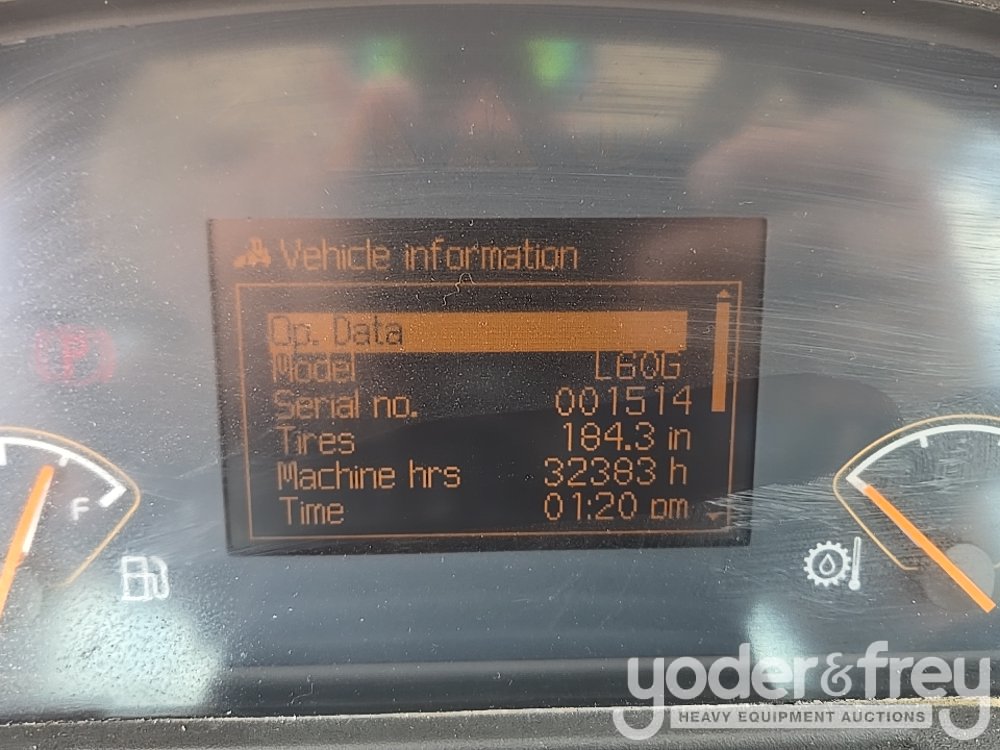 Vehicle information
Op. Data
Model L60G
Serial no. 001514
Tires 184.3 in
Machine hrs 32383 h
Time 01:20 pm
F
P
yoder&frey
HEAVY EQUIPMENT AUCTIONS